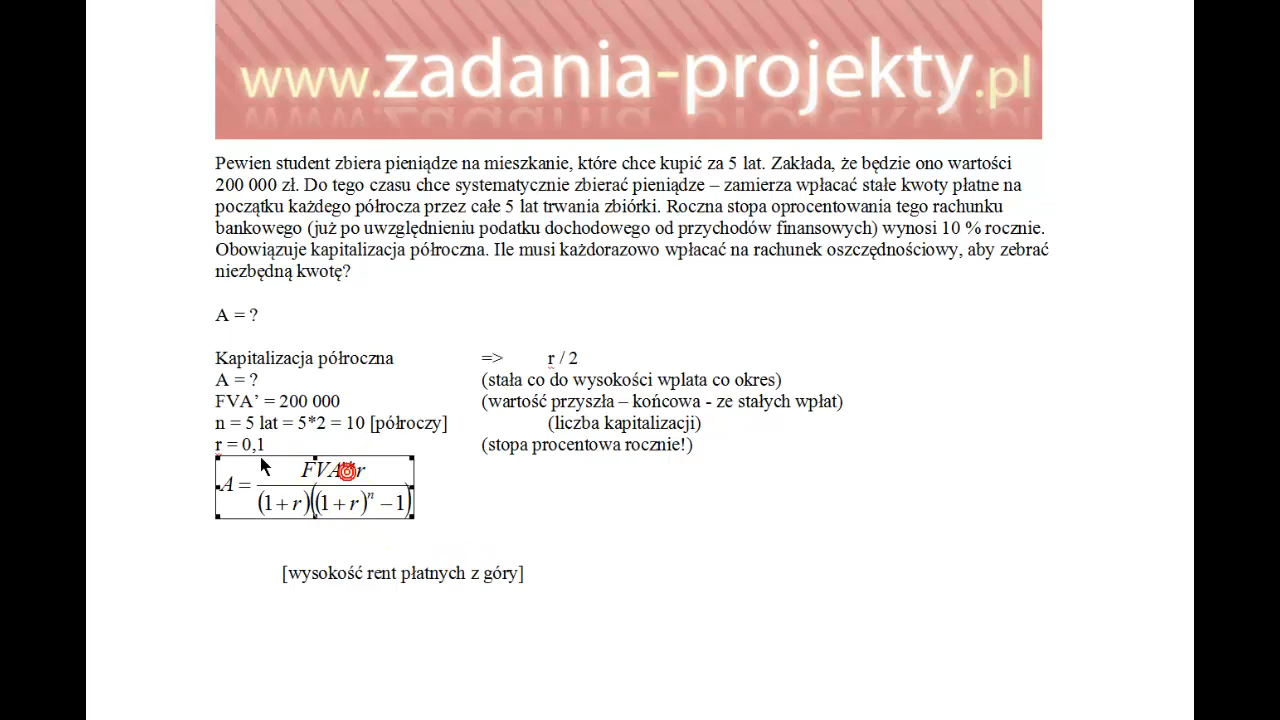 www.zadania-projekty.pl
Pewien student zbiera pieniądze na mieszkanie, które chce kupić za 5 lat. Zakłada, że będzie ono wartości
200 000 zł. Do tego czasu chce systematycznie zbierać pieniądze – zamierza wpłacać stałe kwoty płatne na
początku każdego półrocza przez całe 5 lat trwania zbiórki. Roczna stopa oprocentowania tego rachunku
bankowego (już po uwzględnieniu podatku dochodowego od przychodów finansowych) wynosi 10 % rocznie.
Obowiązuje kapitalizacja półroczna. Ile musi każdorazowo wpłacać na rachunek oszczędnościowy, aby zebrać
niezbędną kwotę?
A = ?
Kapitalizacja półroczna => r / 2
A = ? (stała co do wysokości wplata co okres)
FVA’ = 200 000 (wartość przyszła – końcowa - ze stałych wpłat)
n = 5 lat = 5*2 = 10 [półroczy] (liczba kapitalizacji)
r = 0,1 (stopa procentowa rocznie!)
FVA r
A =
(1 + r)((1 + r)^n − 1)
[wysokość rent płatnych z góry]